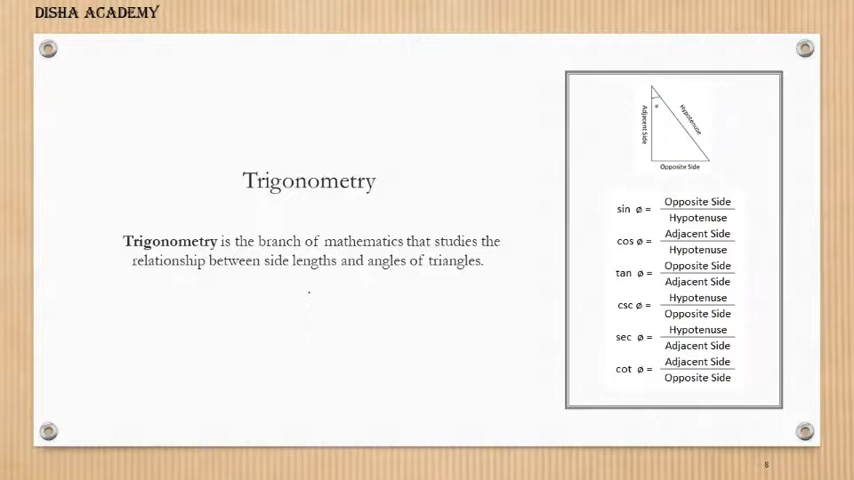 DISHA ACADEMY
Trigonometry
Trigonometry is the branch of mathematics that studies the
relationship between side lengths and angles of triangles.
.
ø
Adjacent Side
Hypotenuse
Opposite Side
sin ø = Opposite Side
Hypotenuse
cos ø = Adjacent Side
Hypotenuse
tan ø = Opposite Side
Adjacent Side
csc ø = Hypotenuse
Opposite Side
sec ø = Hypotenuse
Adjacent Side
cot ø = Adjacent Side
Opposite Side
8